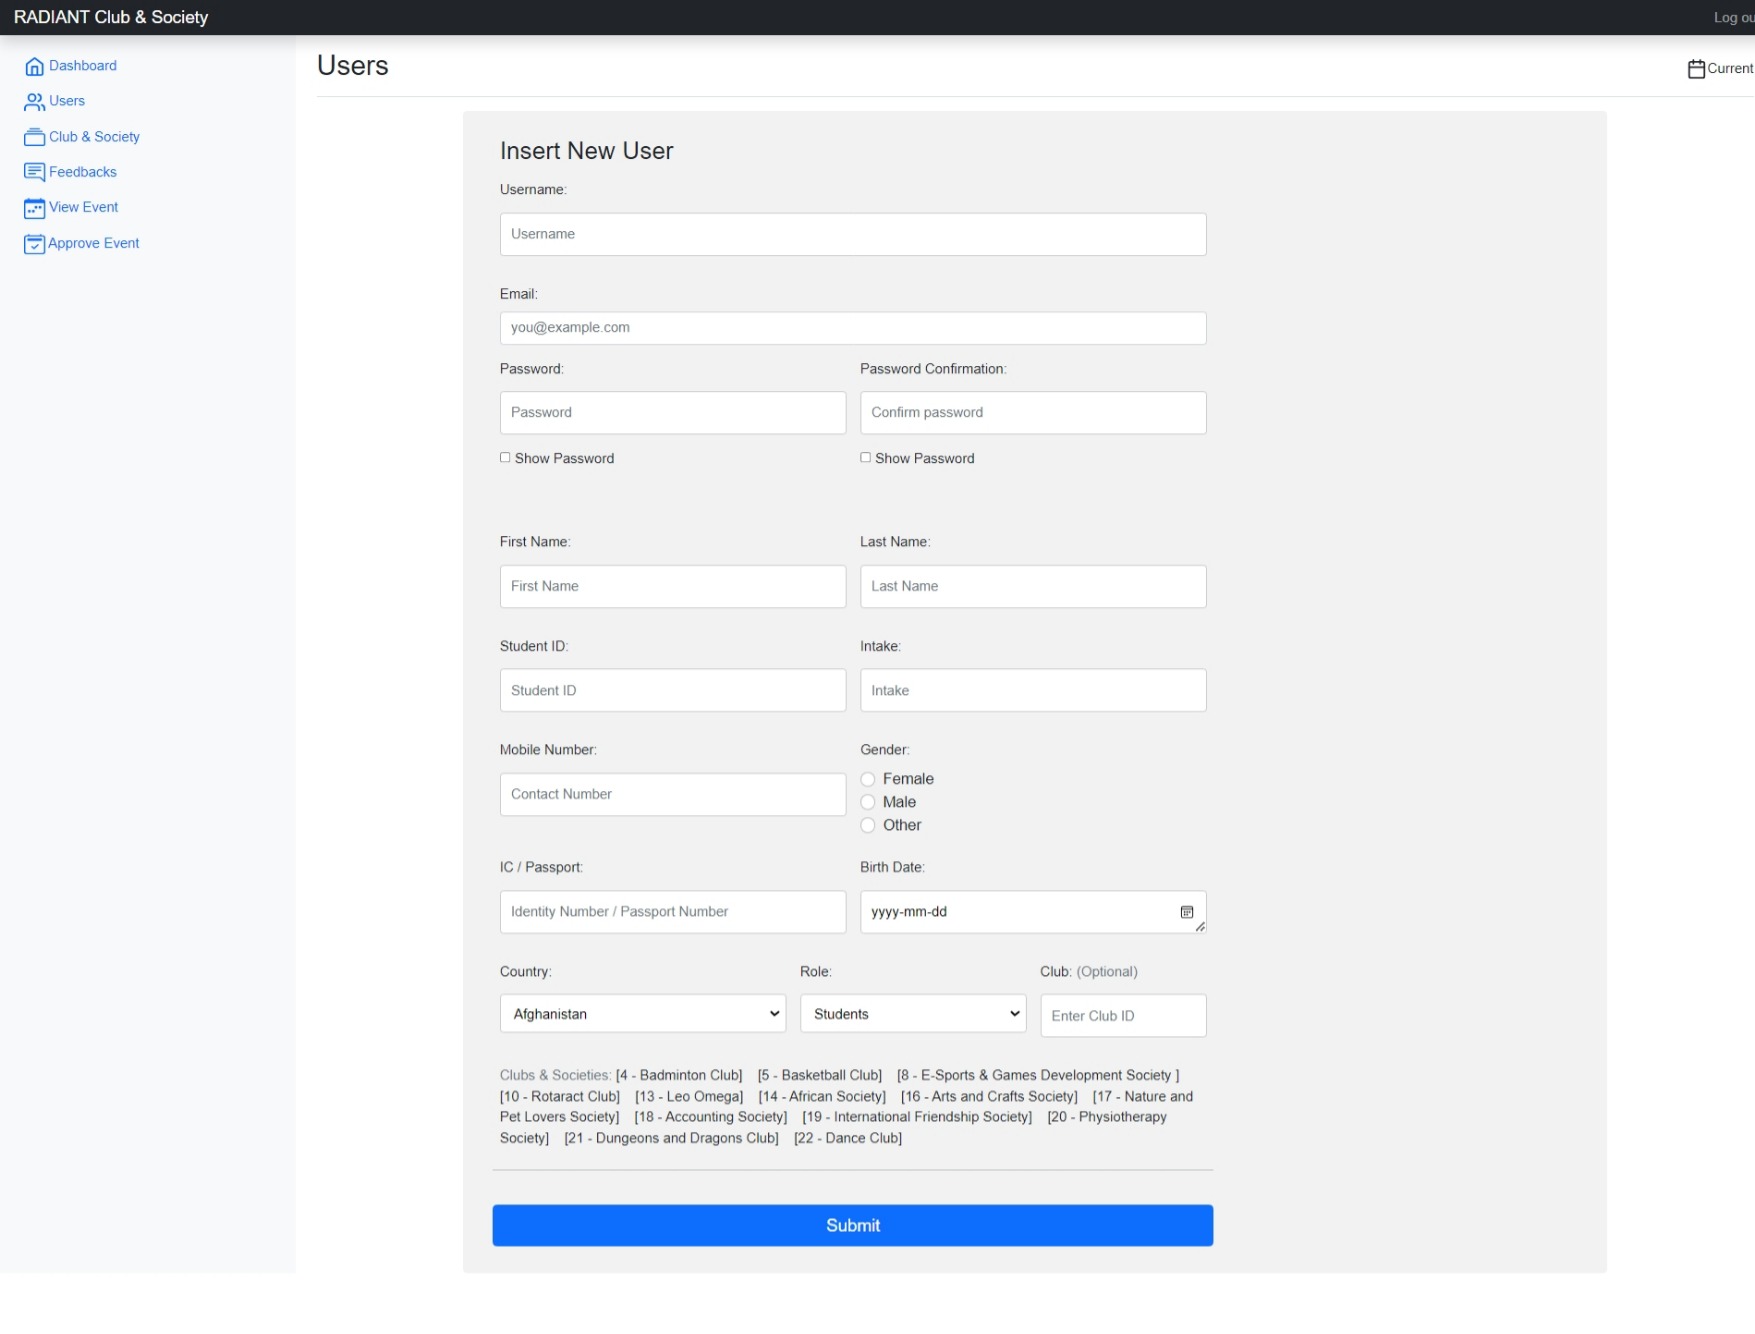 RADIANT Club & Society
Log ou
Dashboard
Users
Club & Society
Feedbacks
View Event
Approve Event
Users
Current
Insert New User
Username:
Username
Email:
you@example.com
Password:
Password Confirmation:
Password
Confirm password
Show Password
Show Password
First Name:
Last Name:
First Name
Last Name
Student ID:
Intake:
Student ID
Intake
Mobile Number:
Gender:
Contact Number
Female
Male
Other
IC / Passport:
Birth Date:
Identity Number / Passport Number
yyyy-mm-dd
Country:
Role:
Club: (Optional)
Afghanistan
Students
Enter Club ID
Clubs & Societies: [4 - Badminton Club] [5 - Basketball Club] [8 - E-Sports & Games Development Society ]
[10 - Rotaract Club] [13 - Leo Omega] [14 - African Society] [16 - Arts and Crafts Society] [17 - Nature and
Pet Lovers Society] [18 - Accounting Society] [19 - International Friendship Society] [20 - Physiotherapy
Society] [21 - Dungeons and Dragons Club] [22 - Dance Club]
Submit